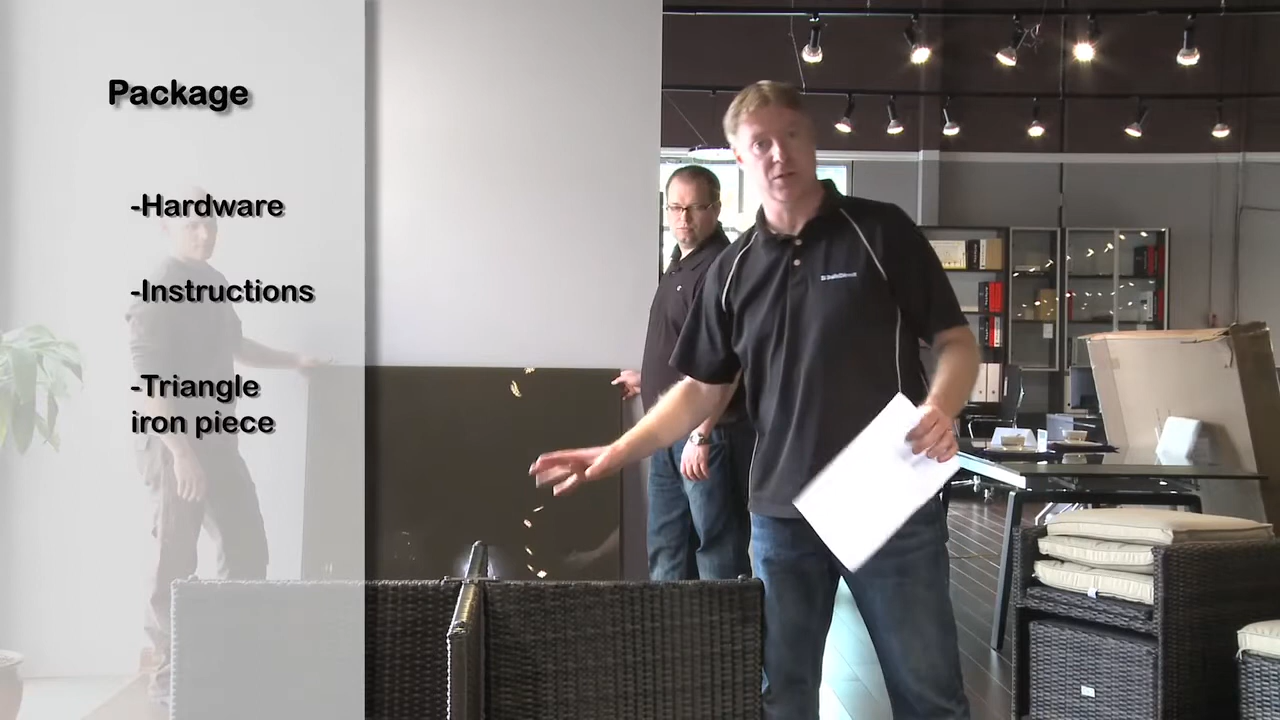 Package
-Hardware
-Instructions
-Triangle
iron piece